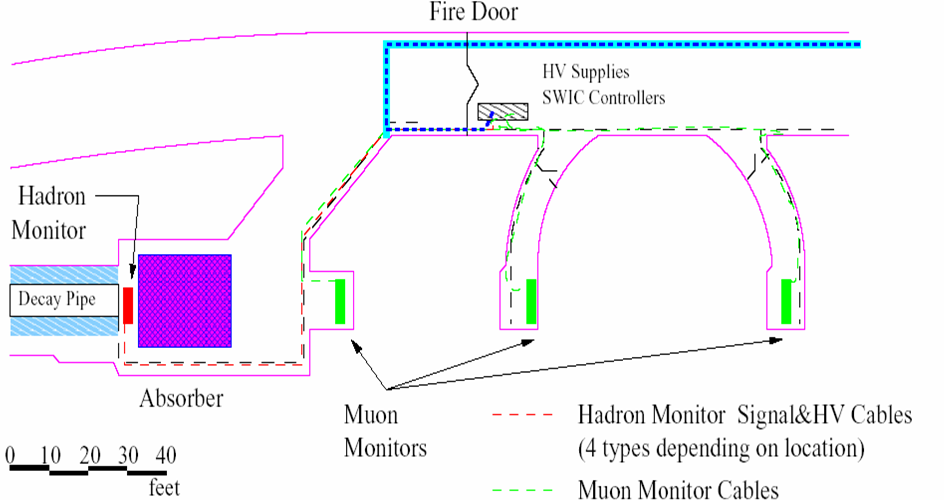 Fire Door
HV Supplies
SWIC Controllers
Hadron
Monitor
Decay Pipe
Absorber
Muon
Monitors
Hadron Monitor Signal&HV Cables
(4 types depending on location)
Muon Monitor Cables
0 10 20 30 40
feet